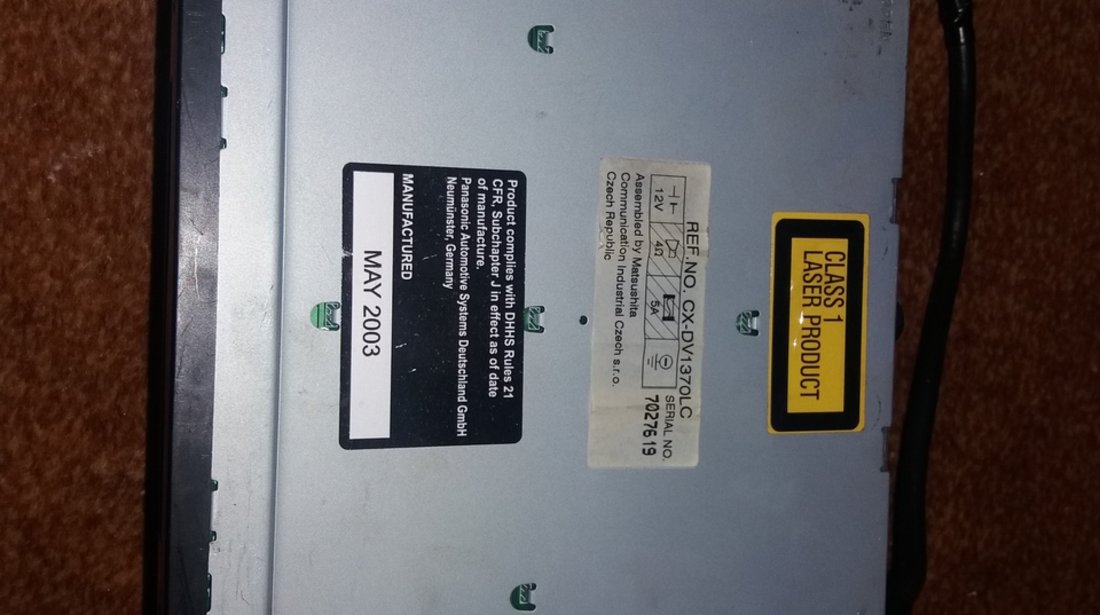 CLASS 1
LASER PRODUCT
REF.NO. CX-DV1370LC
12V 4Ω 5A
SERIAL NO.
7027619
Assembled by Matsushita
Communication Industrial Czech s.r.o.
Czech Republic
Product complies with DHHS Rules 21
CFR, Subchapter J in effect as of date
of manufacture.
Panasonic Automotive Systems Deutschland GmbH
Neumünster, Germany
MANUFACTURED
MAY 2003